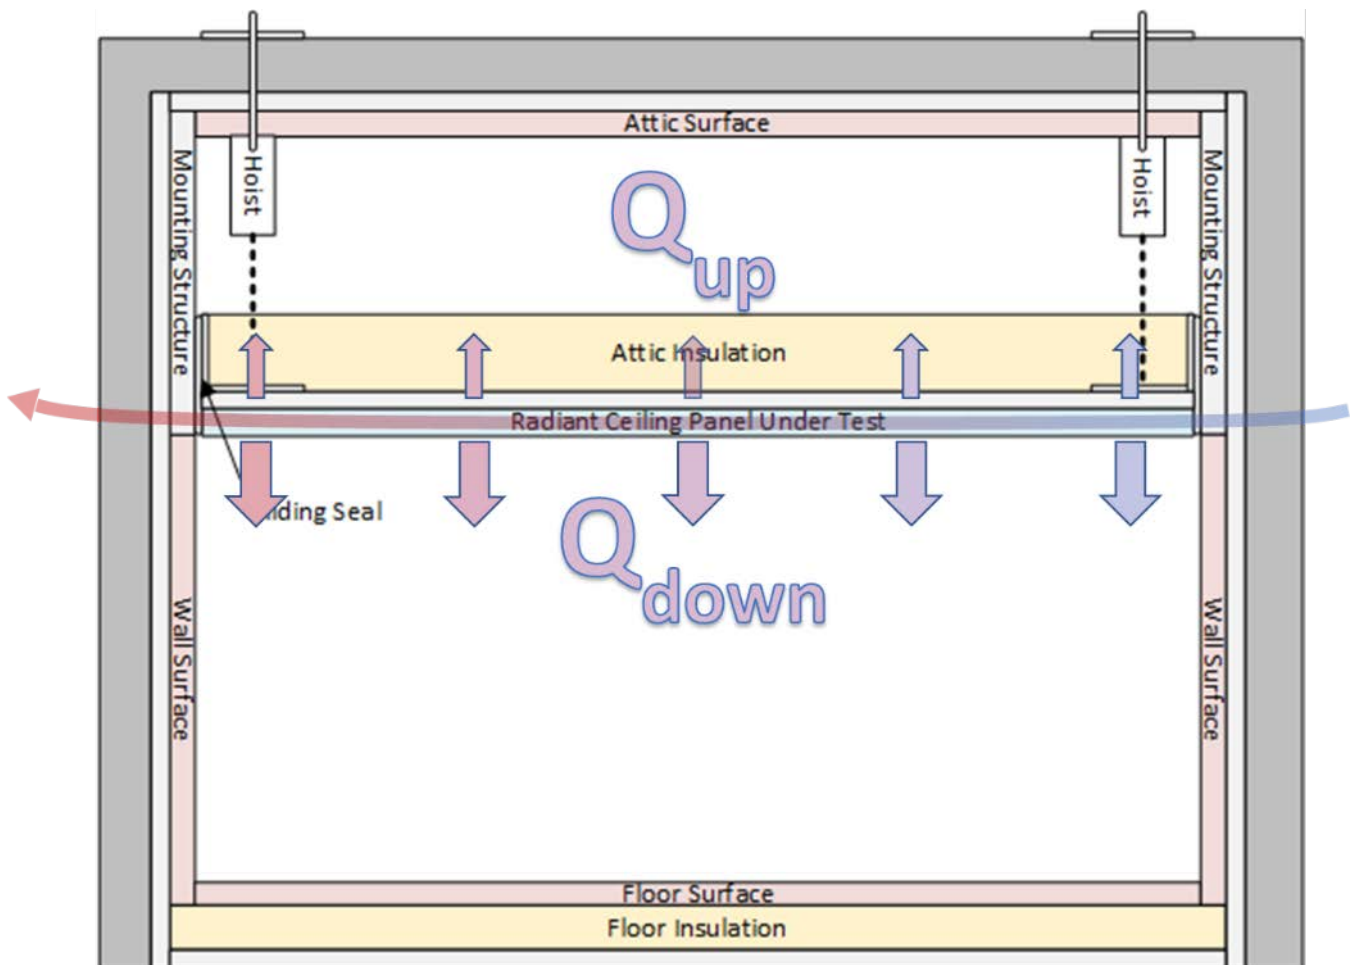 Attic Surface
Mounting Structure
Hoist
Hoist
Mounting Structure
Q
up
Attic Insulation
Radiant Ceiling Panel Under Test
Seal
Q
down
Wall Surface
Wall Surface
Floor Surface
Floor Insulation